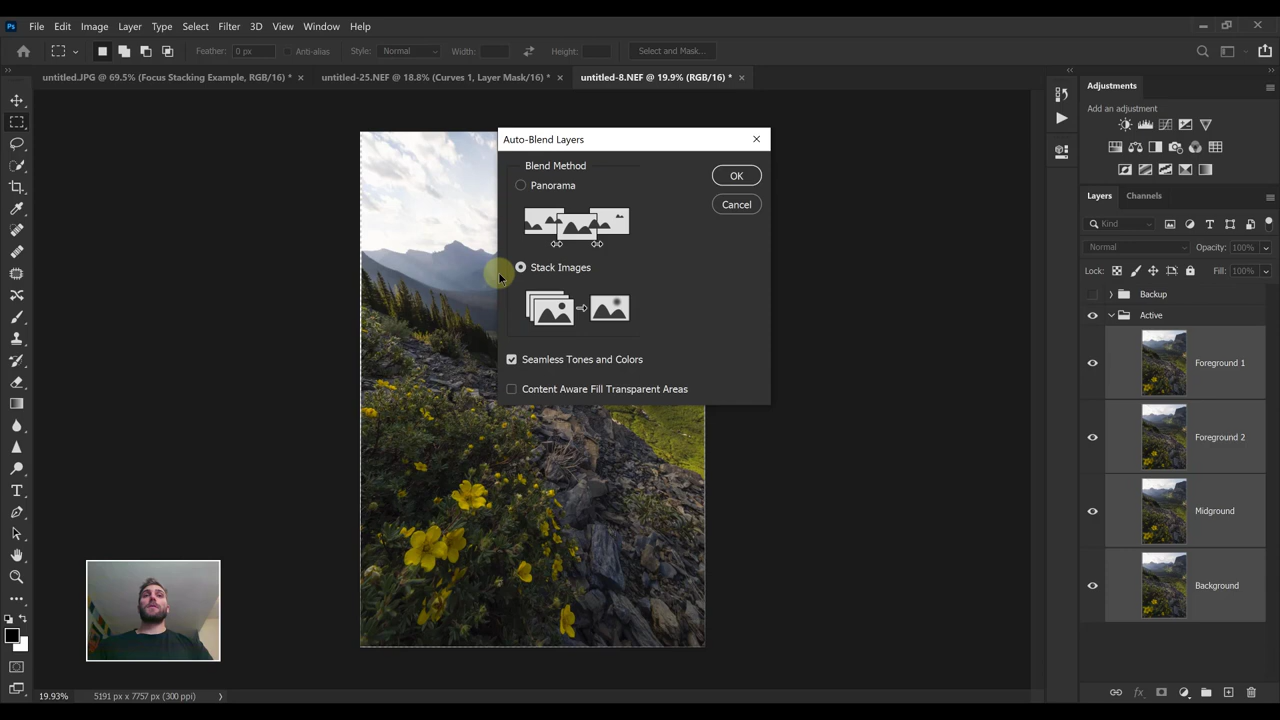 Ps File Edit Image Layer Type Select Filter 3D View Window Help
Feather: 0 px Anti-alias Style: Normal Width: Height: Select and Mask...
untitled.JPG @ 69.5% (Focus Stacking Example, RGB/16) * untitled-25.NEF @ 18.8% (Curves 1, Layer Mask/16) * untitled-8.NEF @ 19.9% (RGB/16) *
Auto-Blend Layers
Blend Method
Panorama
Stack Images
Seamless Tones and Colors
Content Aware Fill Transparent Areas
OK
Cancel
Adjustments
Add an adjustment
Layers Channels
Kind
Normal Opacity: 100%
Lock: Fill: 100%
Backup
Active
Foreground 1
Foreground 2
Midground
Background
T
19.93% 5191 px x 7757 px (300 ppi)
fx